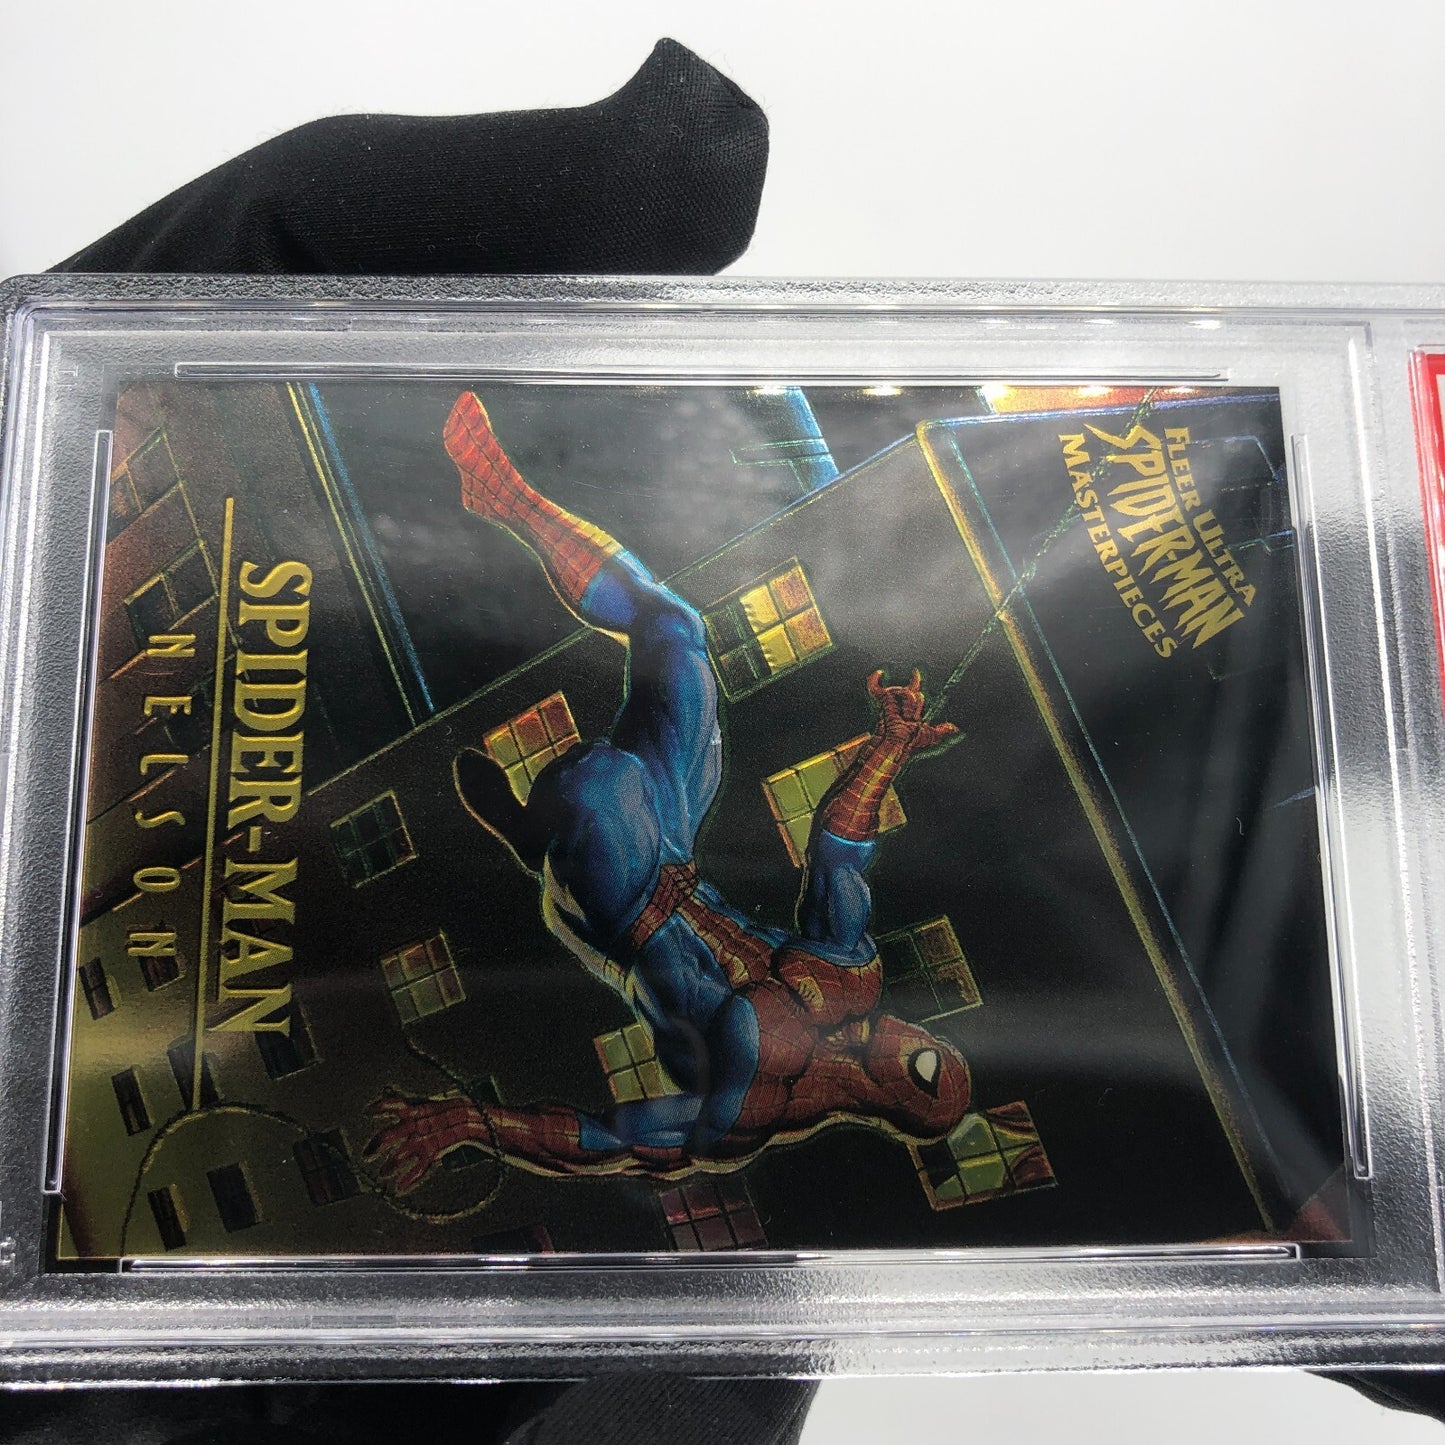 FLEER ULTRA
SPIDER-MAN
MASTERPIECES
SPIDER-MAN
NELSON